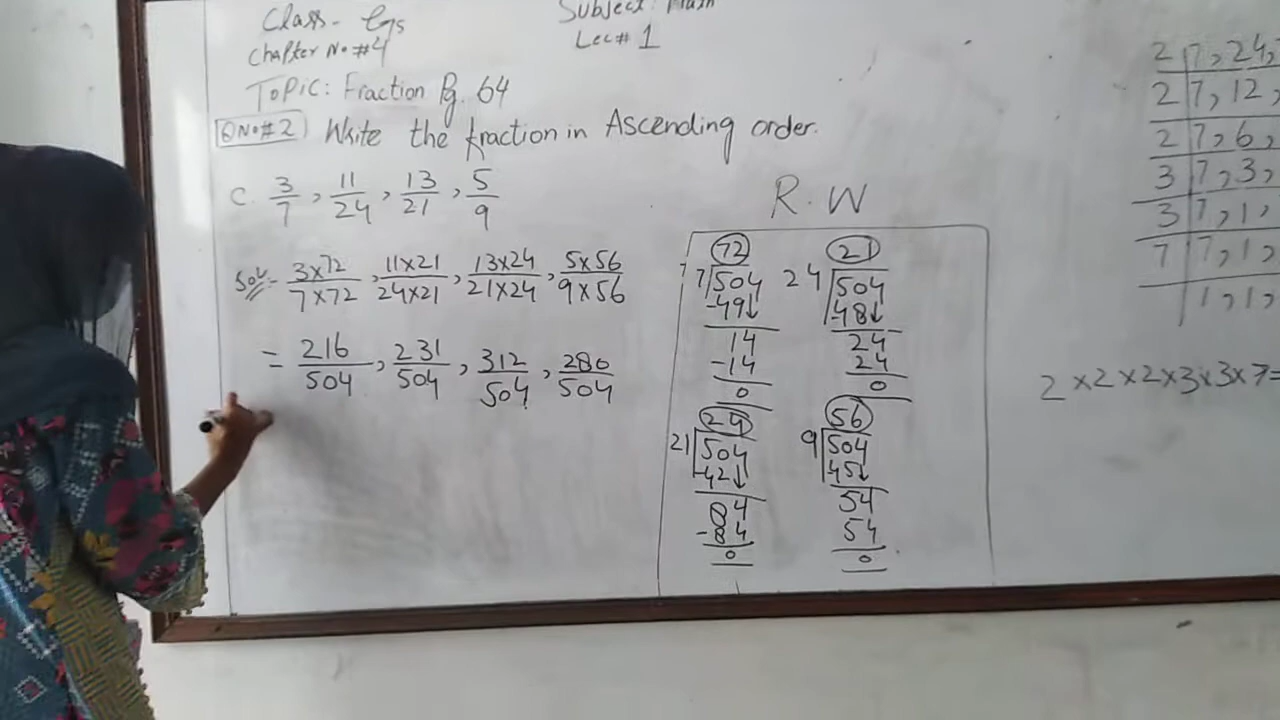 Class-
Subject: Math
Chapter No #4
Lec# 1
Topic: Fraction Pg. 64
QNo#2) Write the fraction in Ascending order.
C. 3/7, 11/24, 13/21, 5/9
Sol:- 3x72/7x72, 11x21/24x21, 13x24/21x24, 5x56/9x56
= 216/504, 231/504, 312/504, 280/504
R.W
72
7 504
-49↓
14
-14
0
21
24 504
-48↓
24
24
0
24
21 504
-42↓
84
-84
0
56
9 504
45↓
54
54
0
2 7, 24,
2 7, 12,
2 7, 6,
3 7, 3,
3 7, 1,
7 7, 1,
1, 1,
2x2x2x3x3x7=